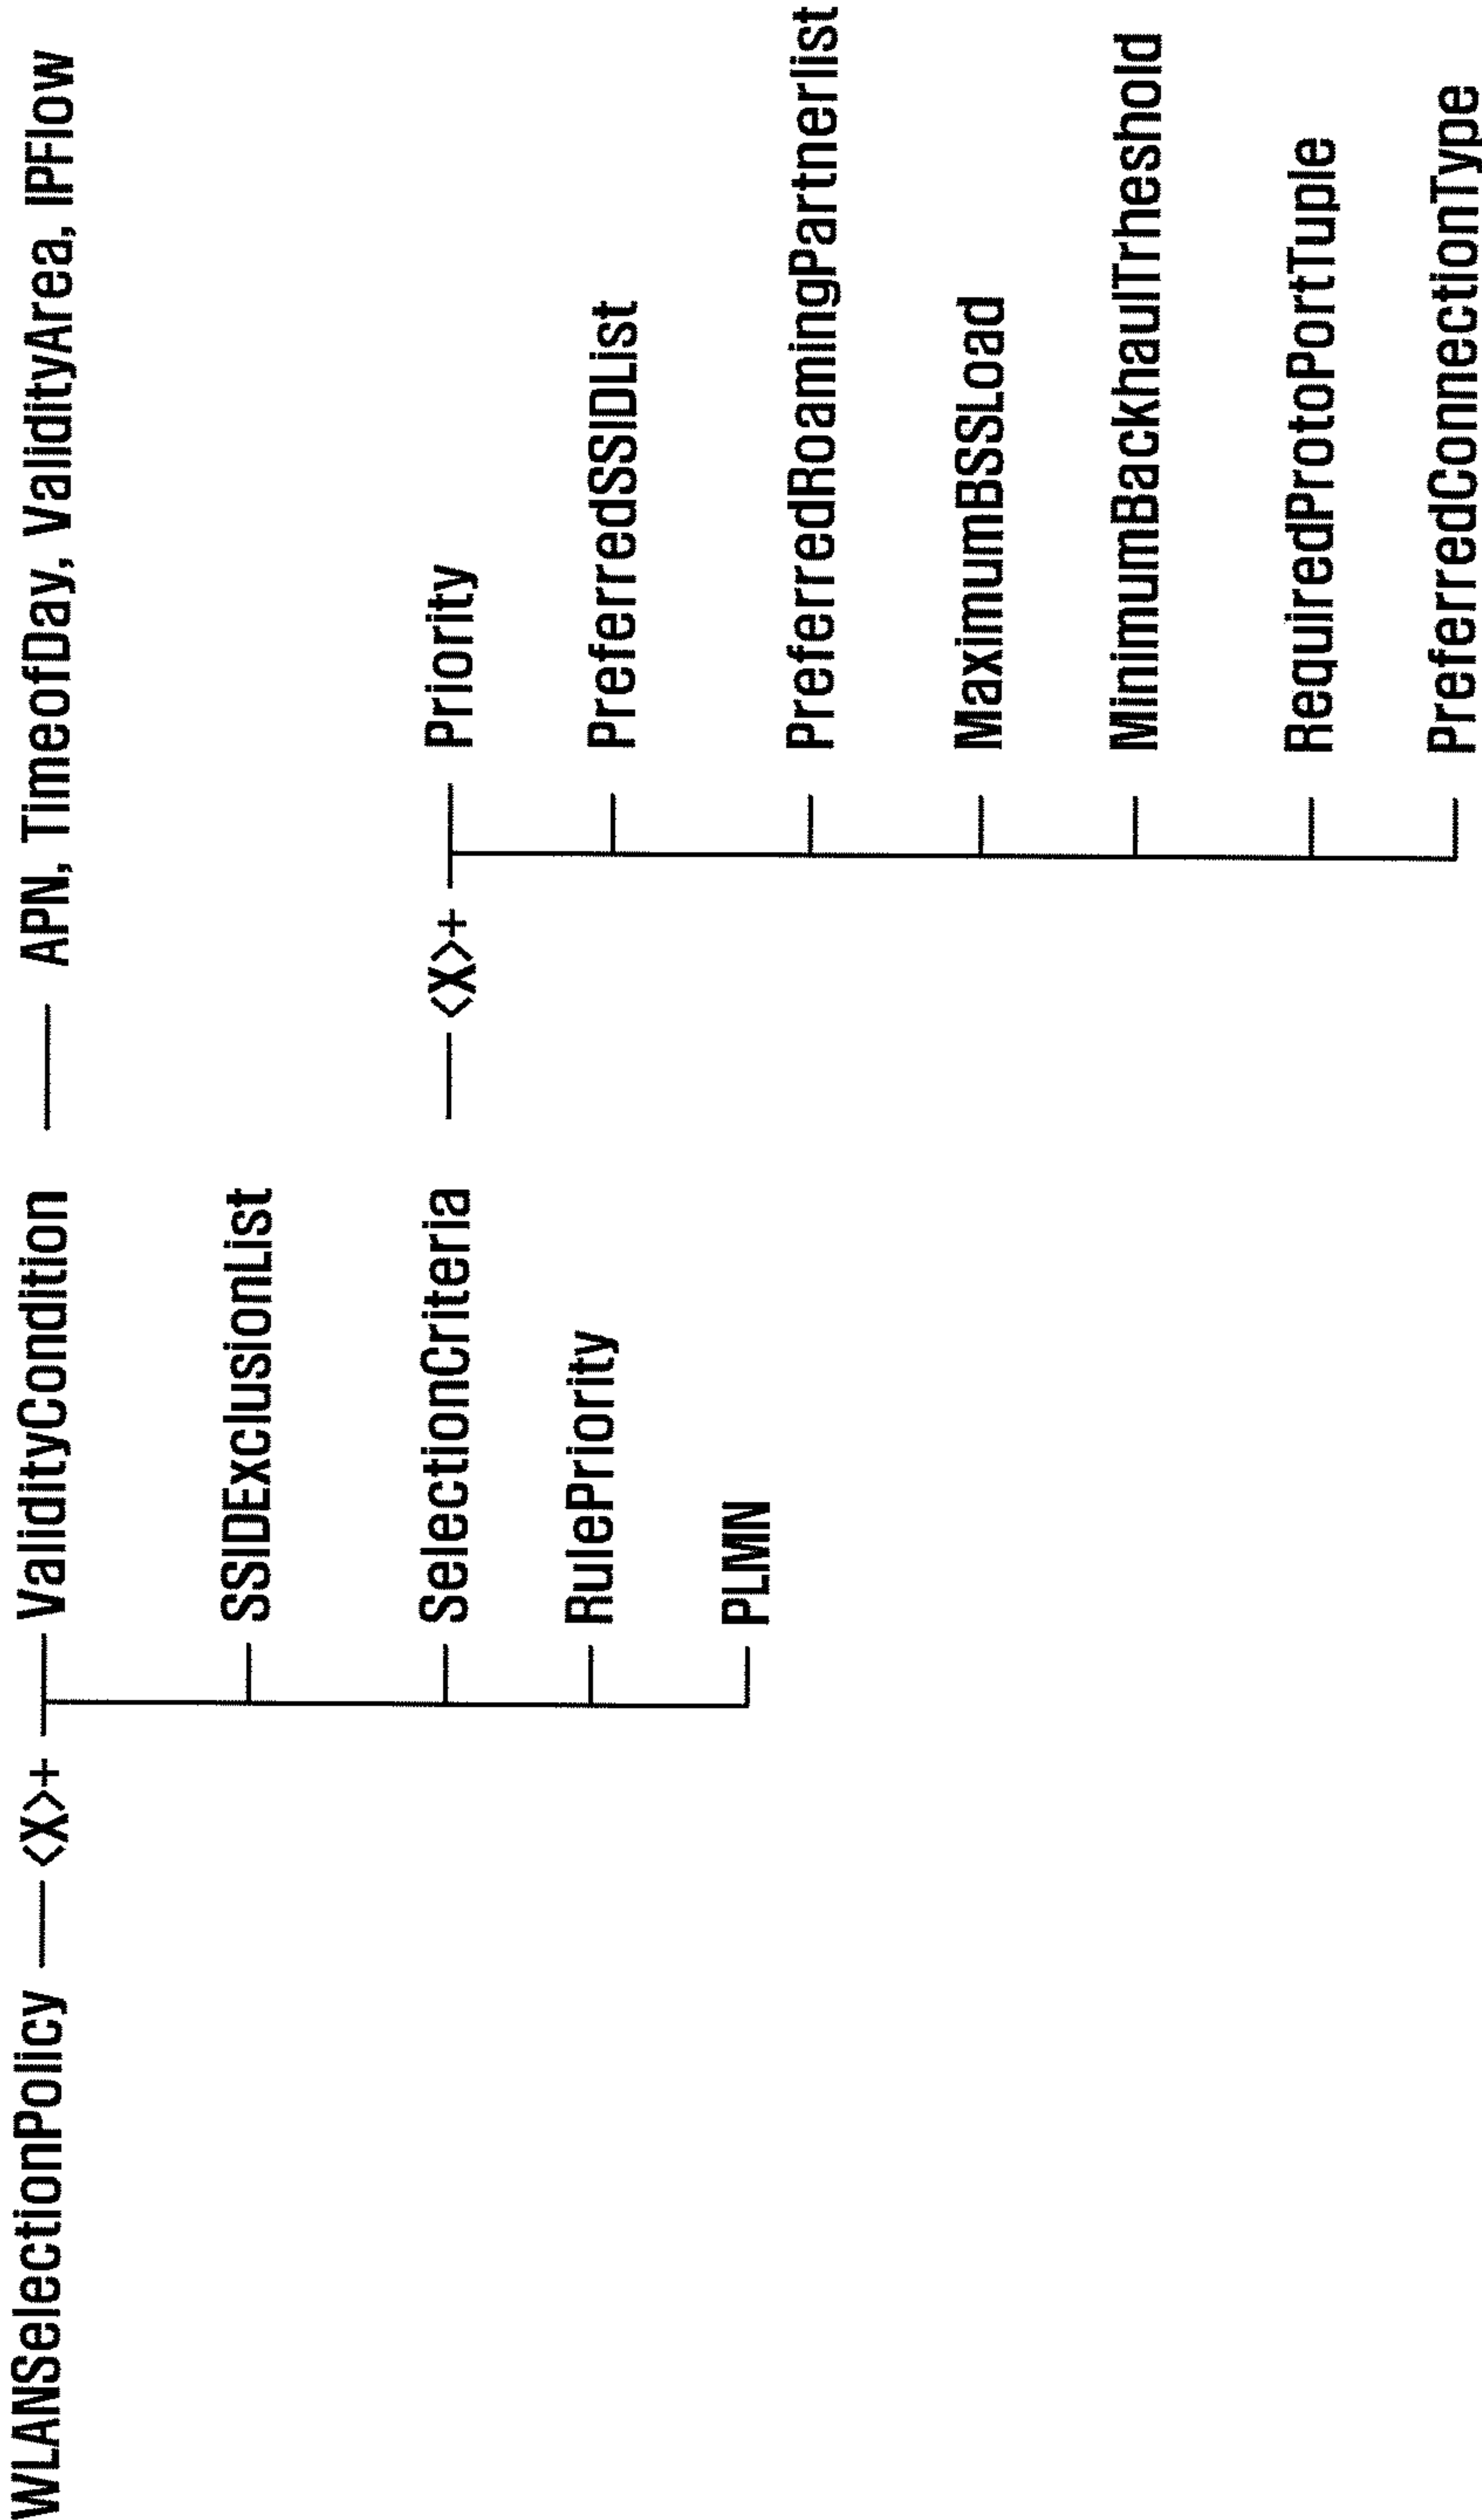 WLANSelectionPolicy <X>+ ValidityCondition APN, TimeofDay, ValidityArea, IPFlow
SSIDExclusionList
SelectionCriteria <X>+ Priority
RulePriority PreferredSSIDList
PLMN PreferredRoamingPartnerlist
MaximumBSSLoad
MinimumBackhaulTrheshold
RequiredProtoPortTuple
PreferredConnectionType